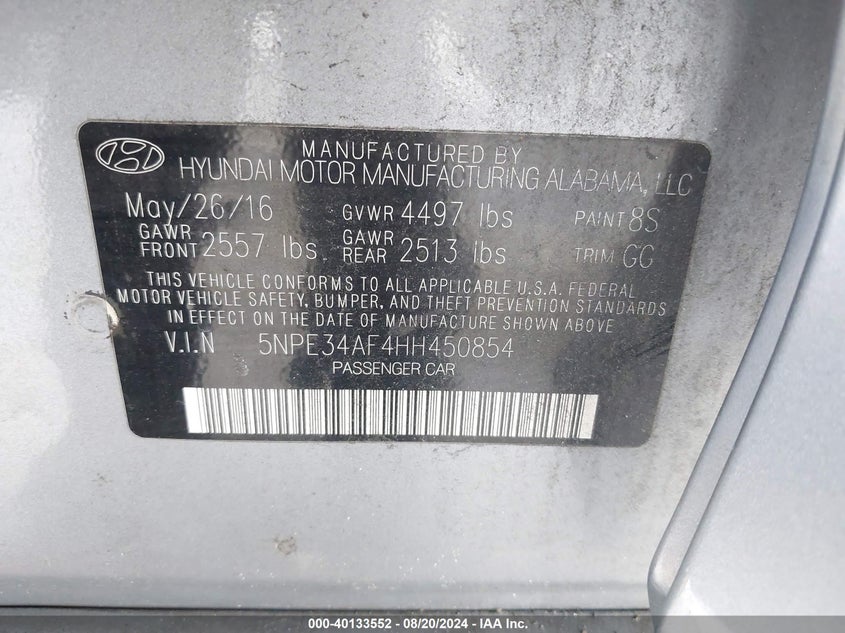 MANUFACTURED BY
HYUNDAI MOTOR MANUFACTURING ALABAMA, LLC
May/26/16 GVWR 4497 lbs PAINT 8S
GAWR FRONT 2557 lbs GAWR REAR 2513 lbs TRIM GG
THIS VEHICLE CONFORMS TO ALL APPLICABLE U.S.A. FEDERAL
MOTOR VEHICLE SAFETY, BUMPER, AND THEFT PREVENTION STANDARDS
IN EFFECT ON THE DATE OF MANUFACTURE SHOWN ABOVE.
V.I.N 5NPE34AF4HH450854
PASSENGER CAR
000-40133552 - 08/20/2024 - IAA Inc.